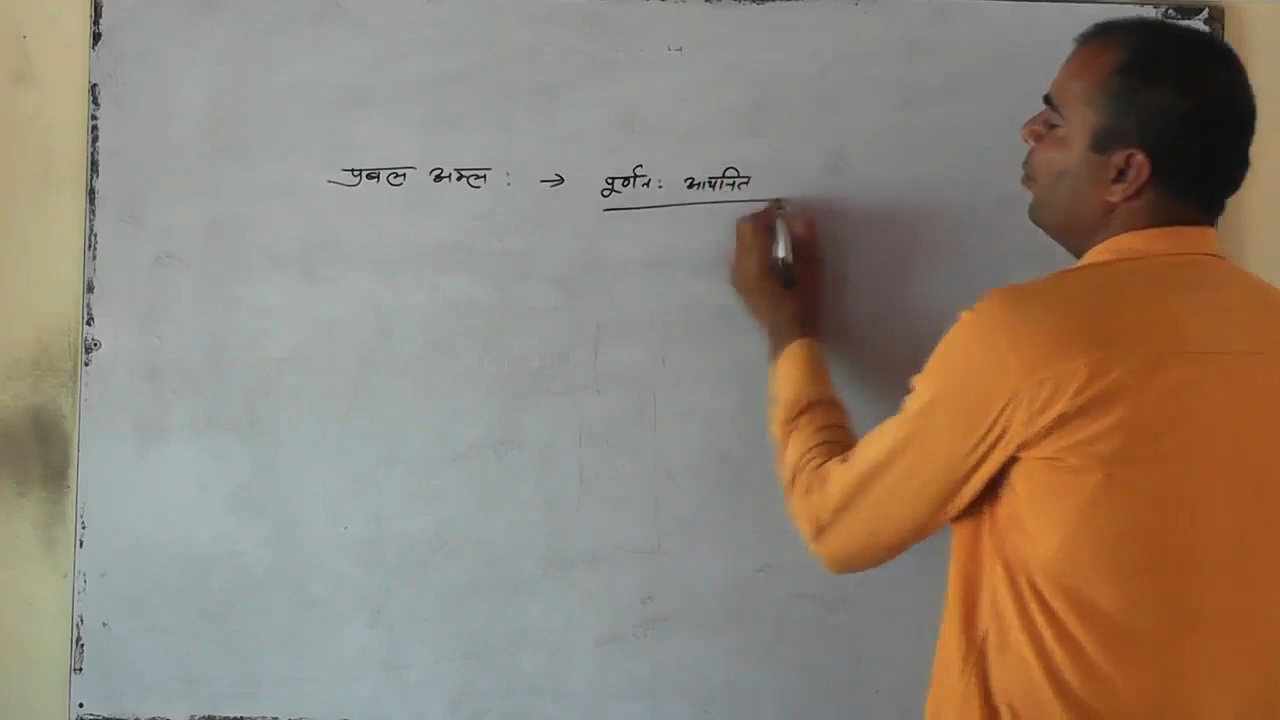 प्रबल अम्ल : → पूर्णतः आयनित